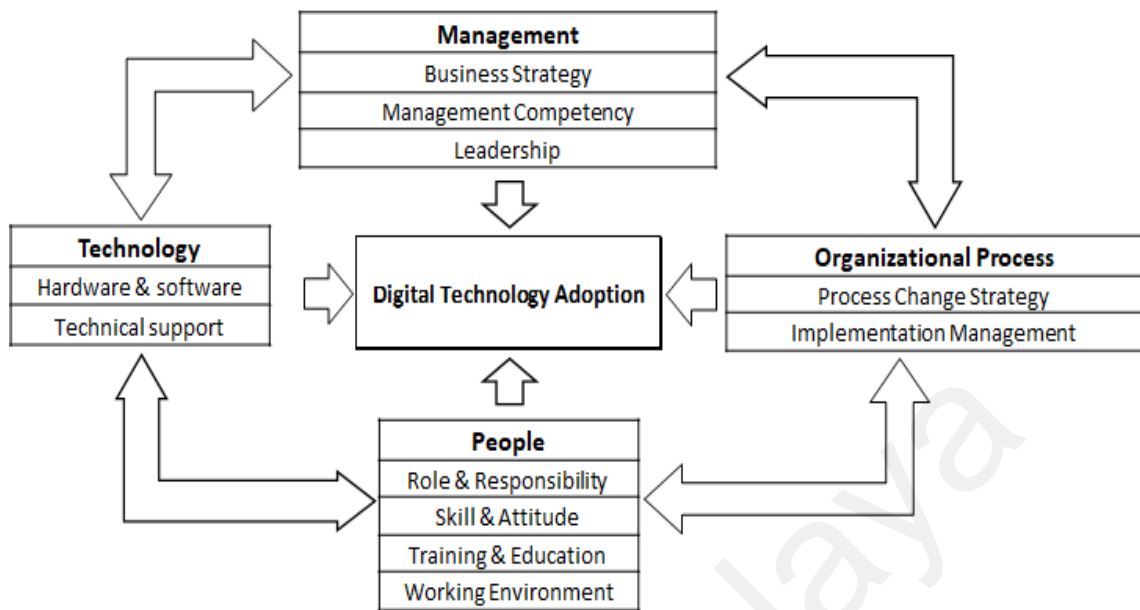 Management
Business Strategy
Management Competency
Leadership
Technology
Hardware & software
Technical support
Digital Technology Adoption
Organizational Process
Process Change Strategy
Implementation Management
People
Role & Responsibility
Skill & Attitude
Training & Education
Working Environment
laya